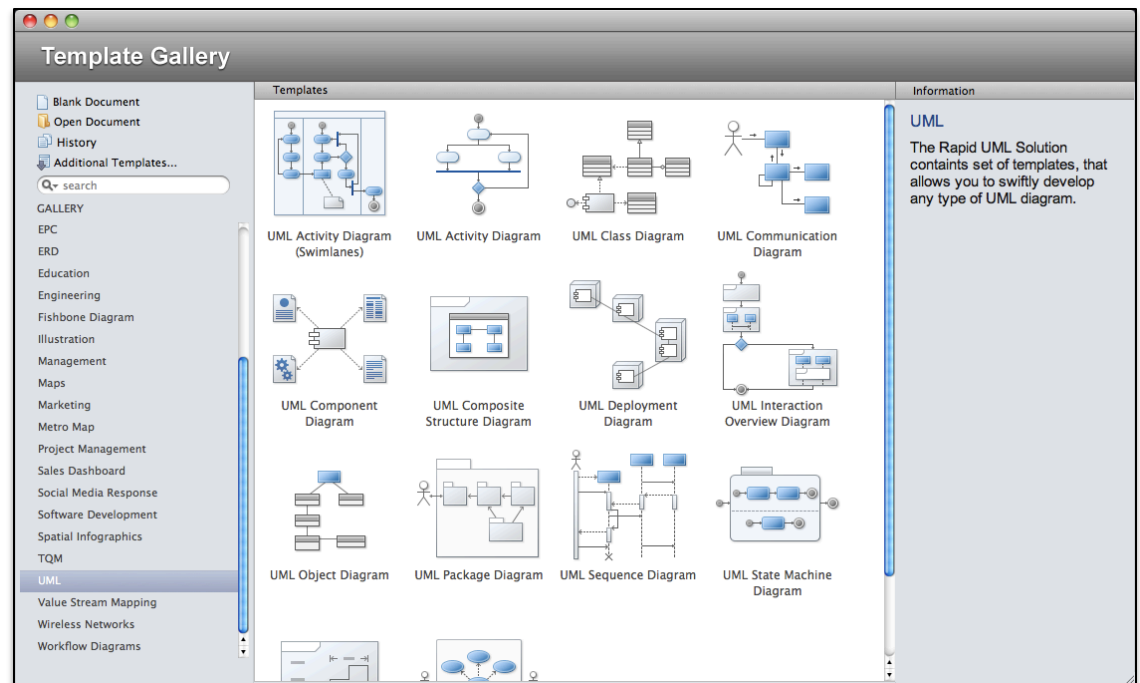 Template Gallery
Blank Document
Open Document
History
Additional Templates...
search
GALLERY
EPC
ERD
Education
Engineering
Fishbone Diagram
Illustration
Management
Maps
Marketing
Metro Map
Project Management
Sales Dashboard
Social Media Response
Software Development
Spatial Infographics
TQM
UML
Value Stream Mapping
Wireless Networks
Workflow Diagrams
Templates
UML Activity Diagram
(Swimlanes)
UML Activity Diagram
UML Class Diagram
UML Communication
Diagram
UML Component
Diagram
UML Composite
Structure Diagram
UML Deployment
Diagram
UML Interaction
Overview Diagram
UML Object Diagram
UML Package Diagram
UML Sequence Diagram
UML State Machine
Diagram
Information
UML
The Rapid UML Solution
containts set of templates, that
allows you to swiftly develop
any type of UML diagram.